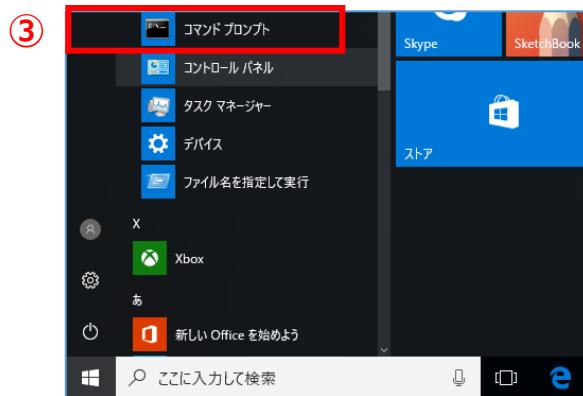 ③
コマンド プロンプト
コントロール パネル
タスク マネージャー
デバイス
ファイル名を指定して実行
X
Xbox
あ
新しい Office を始めよう
ここに入力して検索
Skype
SketchBook
ストア